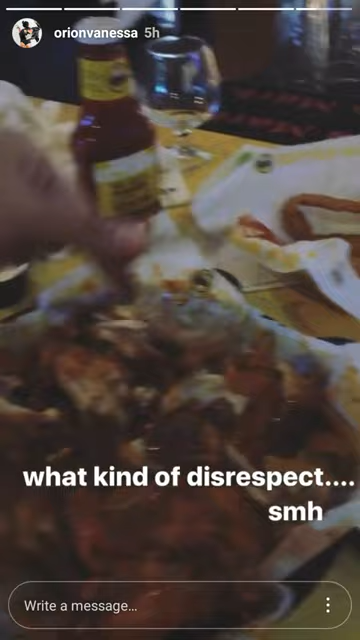 orionvanessa 5h
what kind of disrespect....
smh
Write a message...